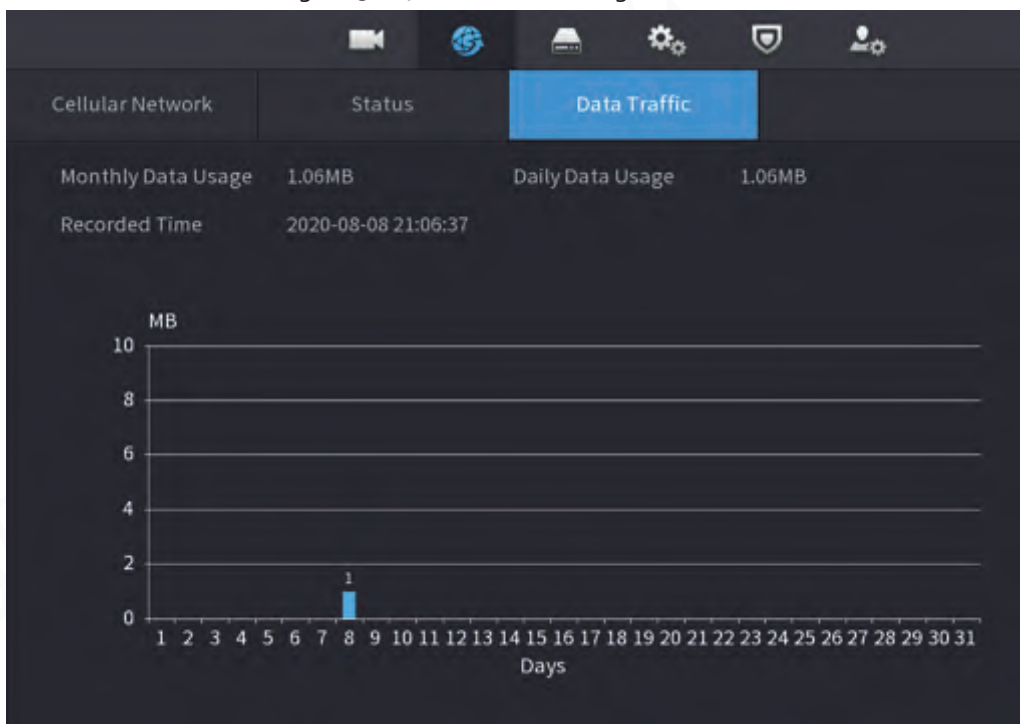 Cellular Network Status Data Traffic
Monthly Data Usage 1.06MB Daily Data Usage 1.06MB
Recorded Time 2020-08-08 21:06:37
MB
10
8
6
4
2
1
0
1 2 3 4 5 6 7 8 9 10 11 12 13 14 15 16 17 18 19 20 21 22 23 24 25 26 27 28 29 30 31
Days